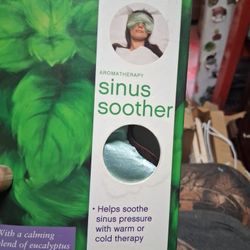 AROMATHERAPY
sinus
soother
• Helps soothe
sinus pressure
with warm or
cold therapy
With a calming
blend of eucalyptus